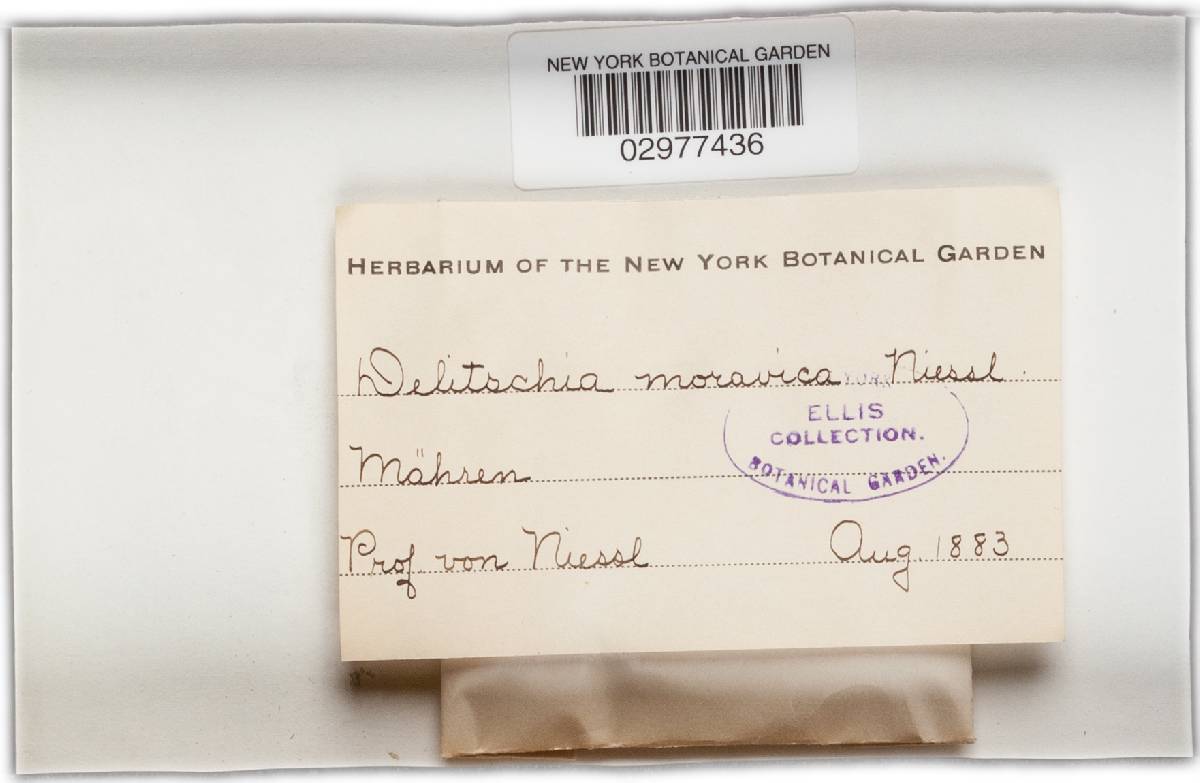 NEW YORK BOTANICAL GARDEN
02977436
HERBARIUM OF THE NEW YORK BOTANICAL GARDEN
Delitschia moravica Niessl.
YORK
ELLIS
COLLECTION.
BOTANICAL GARDEN.
Mähren
Prof. von Niessl Aug. 1883